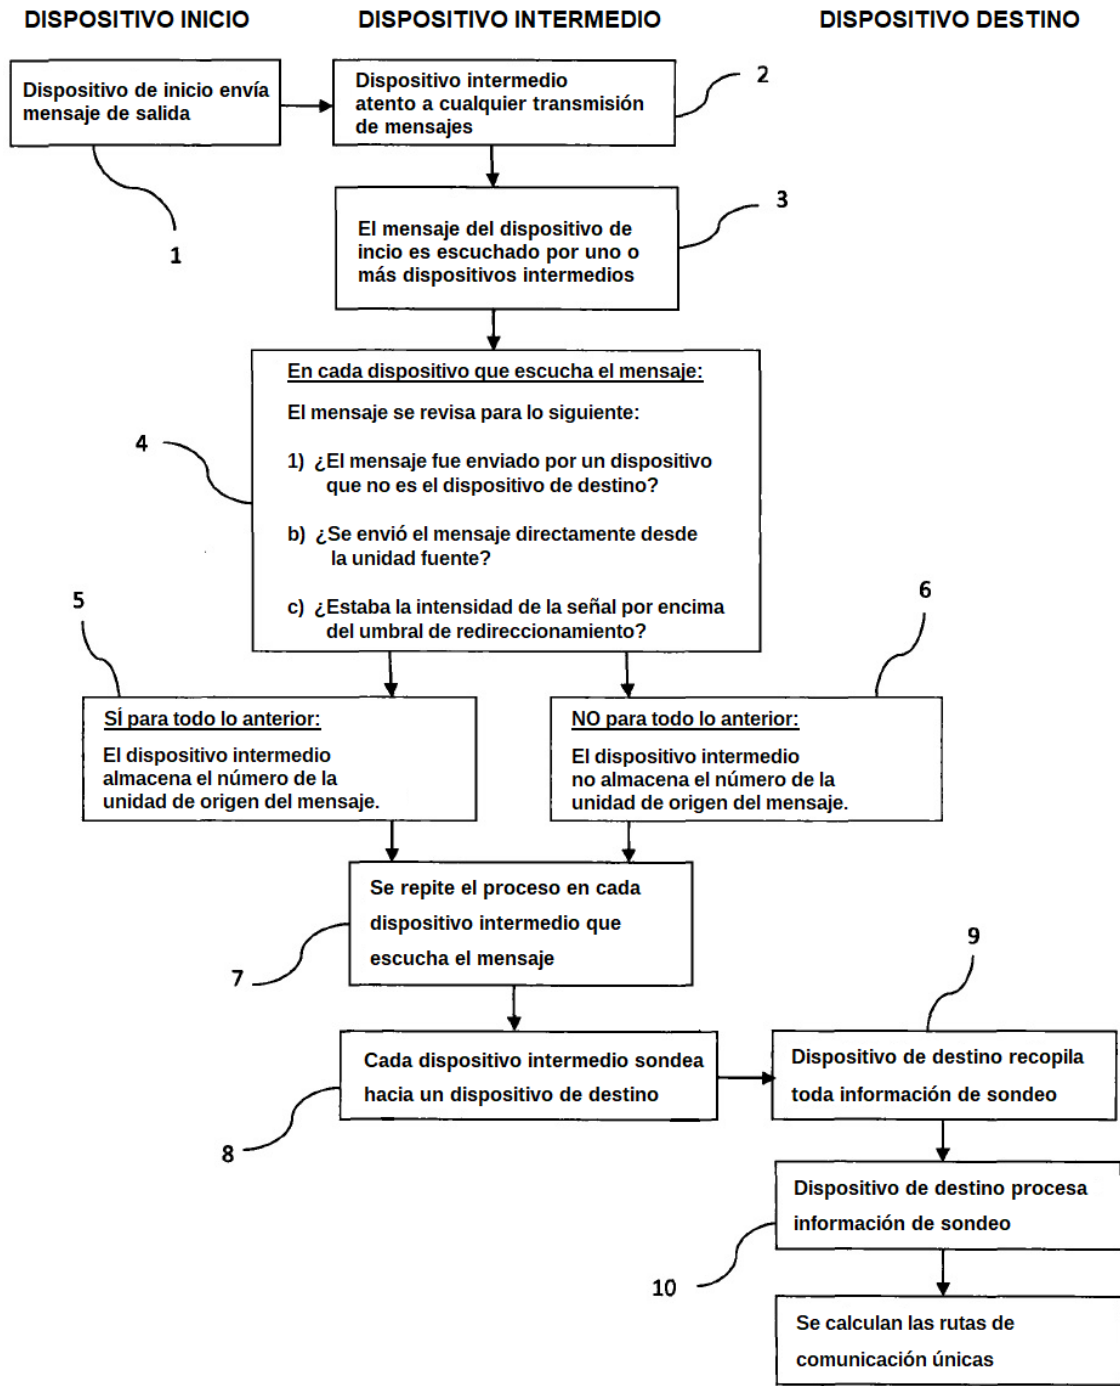 DISPOSITIVO INICIO
DISPOSITIVO INTERMEDIO
DISPOSITIVO DESTINO
Dispositivo de inicio envía
mensaje de salida
1
Dispositivo intermedio
atento a cualquier transmisión
de mensajes
2
El mensaje del dispositivo de
incio es escuchado por uno o
más dispositivos intermedios
3
En cada dispositivo que escucha el mensaje:
El mensaje se revisa para lo siguiente:
1) ¿El mensaje fue enviado por un dispositivo
que no es el dispositivo de destino?
b) ¿Se envió el mensaje directamente desde
la unidad fuente?
c) ¿Estaba la intensidad de la señal por encima
del umbral de redireccionamiento?
4
5
SÍ para todo lo anterior:
El dispositivo intermedio
almacena el número de la
unidad de origen del mensaje.
6
NO para todo lo anterior:
El dispositivo intermedio
no almacena el número de la
unidad de origen del mensaje.
Se repite el proceso en cada
dispositivo intermedio que
escucha el mensaje
7
Cada dispositivo intermedio sondea
hacia un dispositivo de destino
8
9
Dispositivo de destino recopila
toda información de sondeo
Dispositivo de destino procesa
información de sondeo
10
Se calculan las rutas de
comunicación únicas